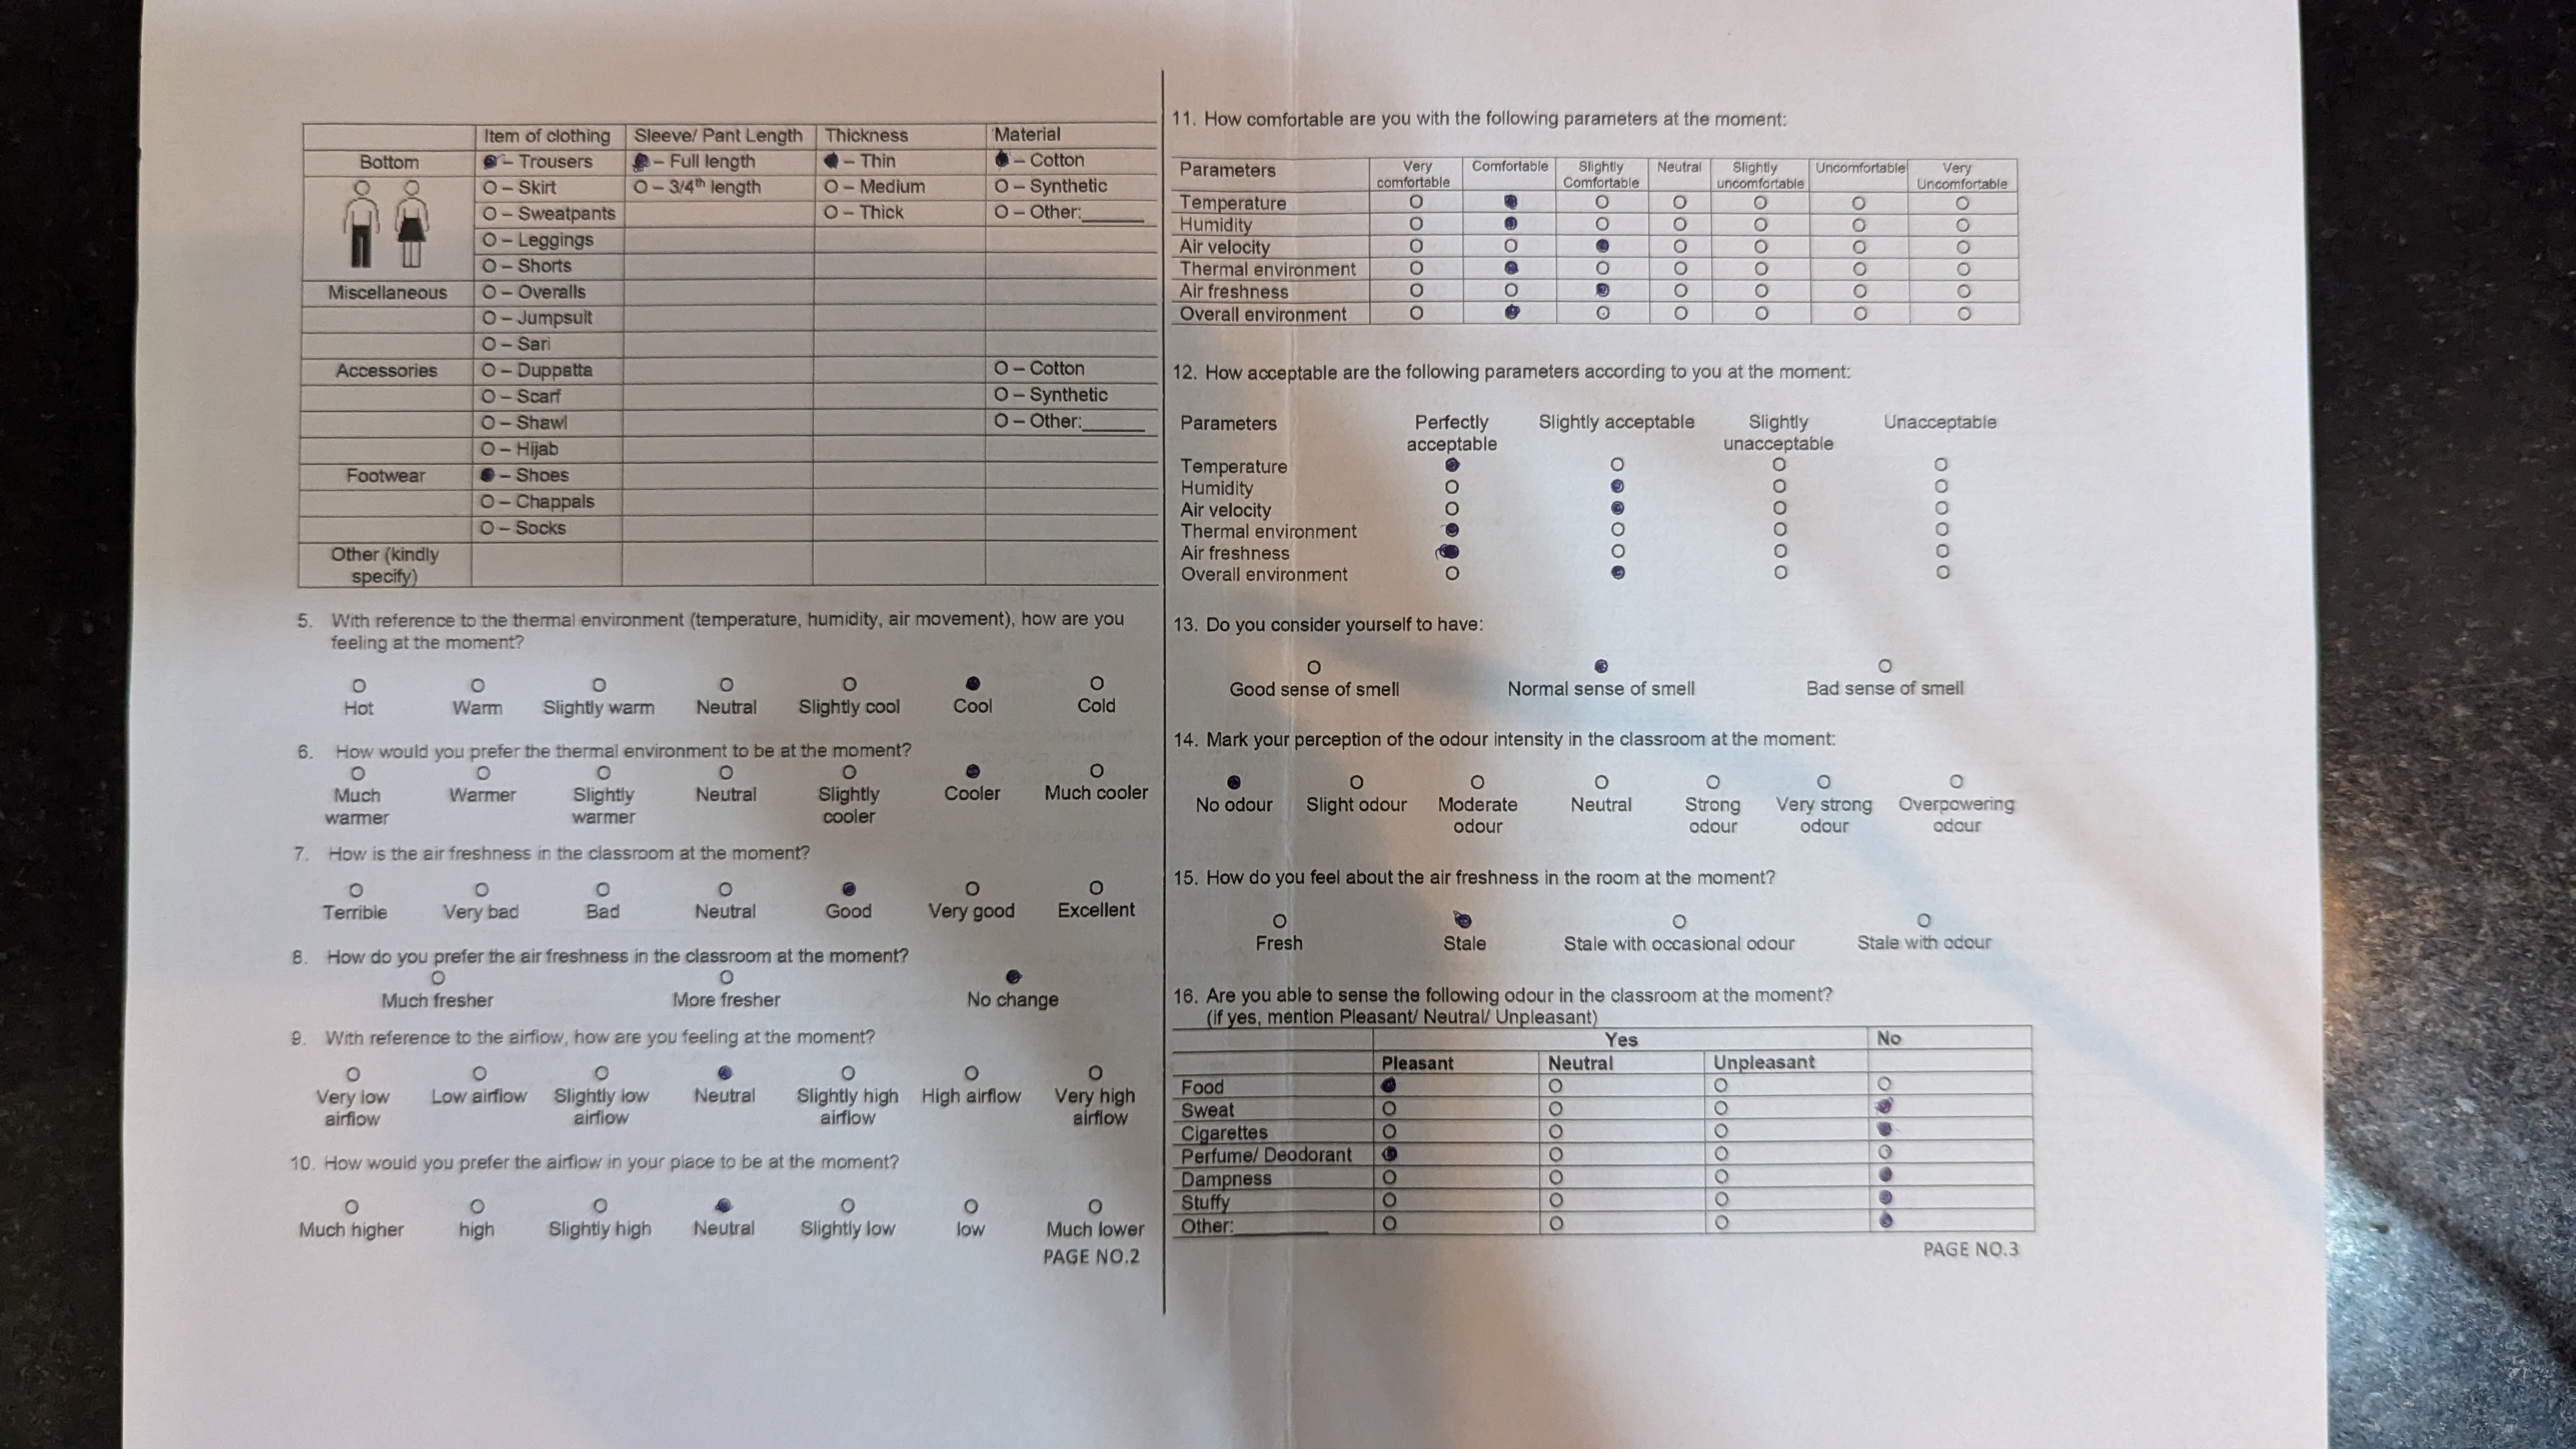 Item of clothing Sleeve/ Pant Length Thickness Material
Bottom ● – Trousers ● – Full length ● – Thin ● – Cotton
O – Skirt O – 3/4th length O – Medium O – Synthetic
O – Sweatpants O – Thick O – Other:______
O – Leggings
O – Shorts
Miscellaneous O – Overalls
O – Jumpsuit
O – Sari
Accessories O – Duppatta O – Cotton
O – Scarf O – Synthetic
O – Shawl O – Other:______
O – Hijab
Footwear ● – Shoes
O – Chappals
O – Socks
Other (kindly
specify)
5. With reference to the thermal environment (temperature, humidity, air movement), how are you
feeling at the moment?
O O O O O ● O
Hot Warm Slightly warm Neutral Slightly cool Cool Cold
6. How would you prefer the thermal environment to be at the moment?
O O O O O ● O
Much Warmer Slightly Neutral Slightly Cooler Much cooler
warmer warmer cooler
7. How is the air freshness in the classroom at the moment?
O O O O ● O O
Terrible Very bad Bad Neutral Good Very good Excellent
8. How do you prefer the air freshness in the classroom at the moment?
O O ●
Much fresher More fresher No change
9. With reference to the airflow, how are you feeling at the moment?
O O O ● O O O
Very low Low airflow Slightly low Neutral Slightly high High airflow Very high
airflow airflow airflow airflow
10. How would you prefer the airflow in your place to be at the moment?
O O O ● O O O
Much higher high Slightly high Neutral Slightly low low Much lower
PAGE NO.2
11. How comfortable are you with the following parameters at the moment:
Parameters Very Comfortable Slightly Neutral Slightly Uncomfortable Very
comfortable Comfortable uncomfortable Uncomfortable
Temperature O ● O O O O O
Humidity O ● O O O O O
Air velocity O O ● O O O O
Thermal environment O ● O O O O O
Air freshness O O ● O O O O
Overall environment O ● O O O O O
12. How acceptable are the following parameters according to you at the moment:
Parameters Perfectly Slightly acceptable Slightly Unacceptable
acceptable unacceptable
Temperature ● O O O
Humidity O ● O O
Air velocity O ● O O
Thermal environment ● O O O
Air freshness ● O O O
Overall environment O ● O O
13. Do you consider yourself to have:
O ● O
Good sense of smell Normal sense of smell Bad sense of smell
14. Mark your perception of the odour intensity in the classroom at the moment:
● O O O O O O
No odour Slight odour Moderate Neutral Strong Very strong Overpowering
odour odour odour odour
15. How do you feel about the air freshness in the room at the moment?
O ● O O
Fresh Stale Stale with occasional odour Stale with odour
16. Are you able to sense the following odour in the classroom at the moment?
(if yes, mention Pleasant/ Neutral/ Unpleasant)
Yes No
Pleasant Neutral Unpleasant
Food ● O O O
Sweat O O O ●
Cigarettes O O O ●
Perfume/ Deodorant ● O O O
Dampness O O O ●
Stuffy O O O ●
Other:_________ O O O ●
PAGE NO.3